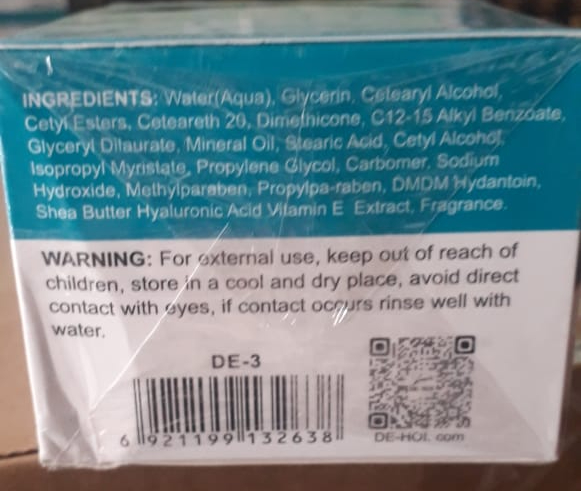 INGREDIENTS: Water(Aqua), Glycerin, Cetearyl Alcohol,
Cetyl Esters, Ceteareth 20, Dimethicone, C12-15 Alkyl Benzoate,
Glyceryl Dilaurate, Mineral Oil, Stearic Acid, Cetyl Alcohol,
Isopropyl Myristate, Propylene Glycol, Carbomer, Sodium
Hydroxide, Methylparaben, Propylpa-raben, DMDM Hydantoin,
Shea Butter Hyaluronic Acid Vitamin E Extract, Fragrance.
WARNING: For external use, keep out of reach of
children, store in a cool and dry place, avoid direct
contact with eyes, if contact occurs rinse well with
water.
DE-3
6 921199 132638
DE-HOI. com